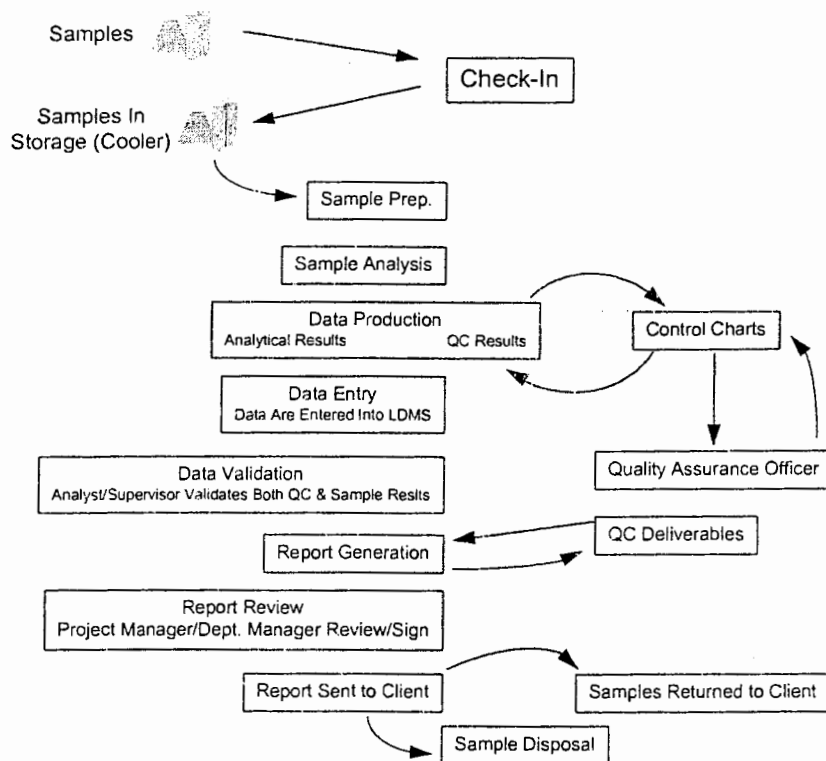 Samples
Check-In
Samples In
Storage (Cooler)
Sample Prep.
Sample Analysis
Data Production
Analytical Results QC Results
Control Charts
Data Entry
Data Are Entered Into LDMS
Data Validation
Analyst/Supervisor Validates Both QC & Sample Reslts
Quality Assurance Officer
QC Deliverables
Report Generation
Report Review
Project Manager/Dept. Manager Review/Sign
Report Sent to Client
Samples Returned to Client
Sample Disposal